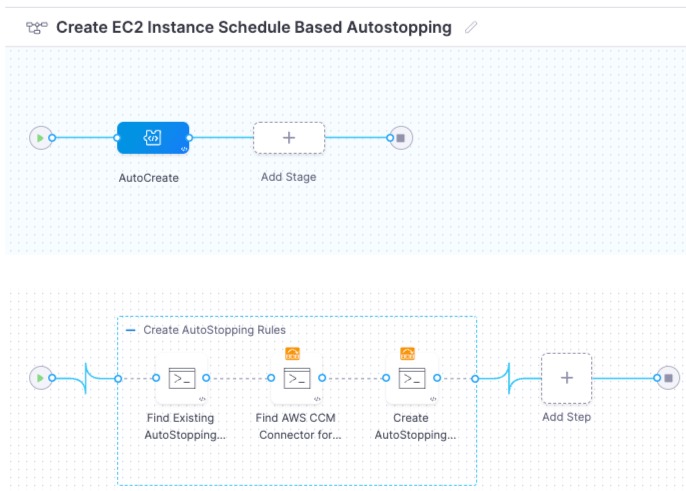 Create EC2 Instance Schedule Based Autostopping
AutoCreate
Add Stage
Create AutoStopping Rules
Find Existing
AutoStopping...
Find AWS CCM
Connector for...
Create
AutoStopping...
Add Step